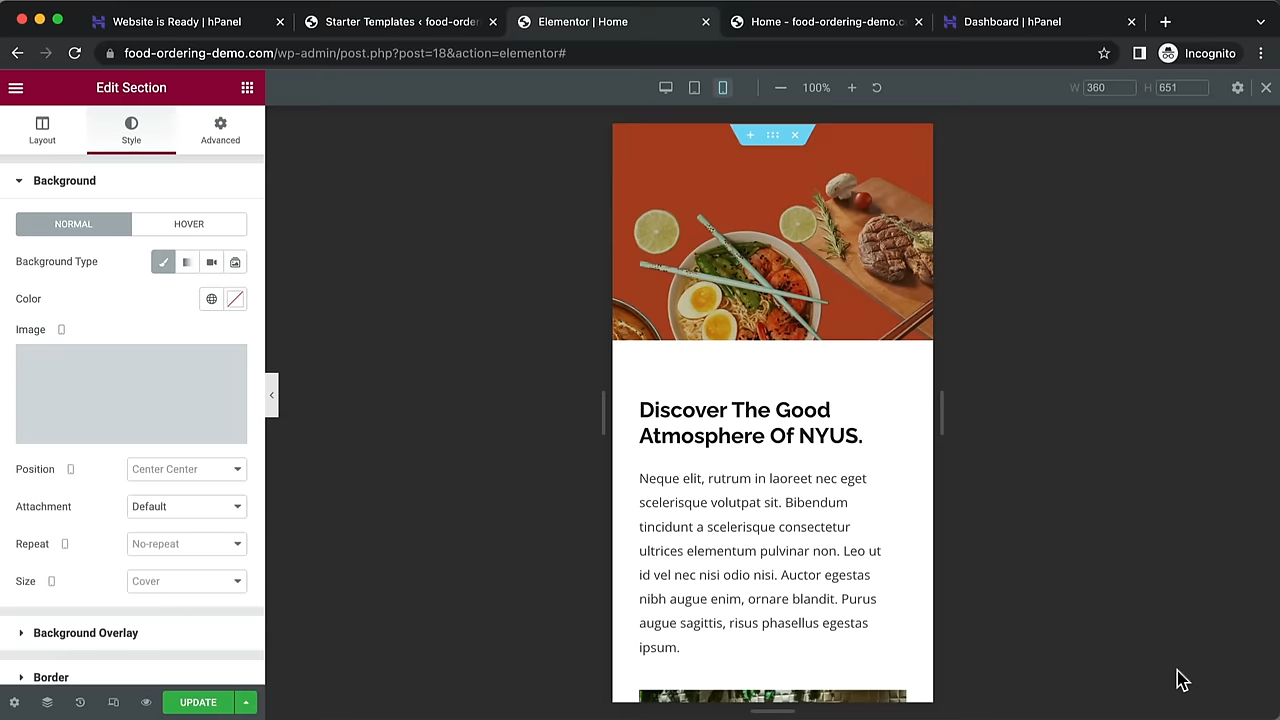 Website is Ready | hPanel
Starter Templates ‹ food-order
Elementor | Home
Home - food-ordering-demo.c
Dashboard | hPanel
food-ordering-demo.com/wp-admin/post.php?post=18&action=elementor#
Incognito
Edit Section
100%
W 360
H 651
Layout
Style
Advanced
Background
NORMAL
HOVER
Background Type
Color
Image
Position
Center Center
Attachment
Default
Repeat
No-repeat
Size
Cover
Background Overlay
Border
UPDATE
Discover The Good
Atmosphere Of NYUS.
Neque elit, rutrum in laoreet nec eget
scelerisque volutpat sit. Bibendum
tincidunt a scelerisque consectetur
ultrices elementum pulvinar non. Leo ut
id vel nec nisi odio nisi. Auctor egestas
nibh augue enim, ornare blandit. Purus
augue sagittis, risus phasellus egestas
ipsum.